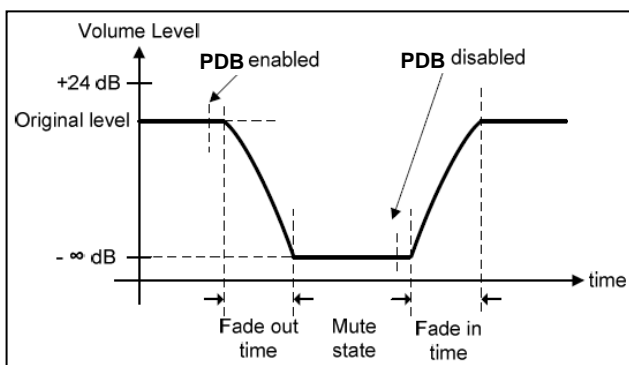 Volume Level
PDB enabled
PDB disabled
+24 dB
Original level
- ∞ dB
time
Fade out
time
Mute
state
Fade in
time